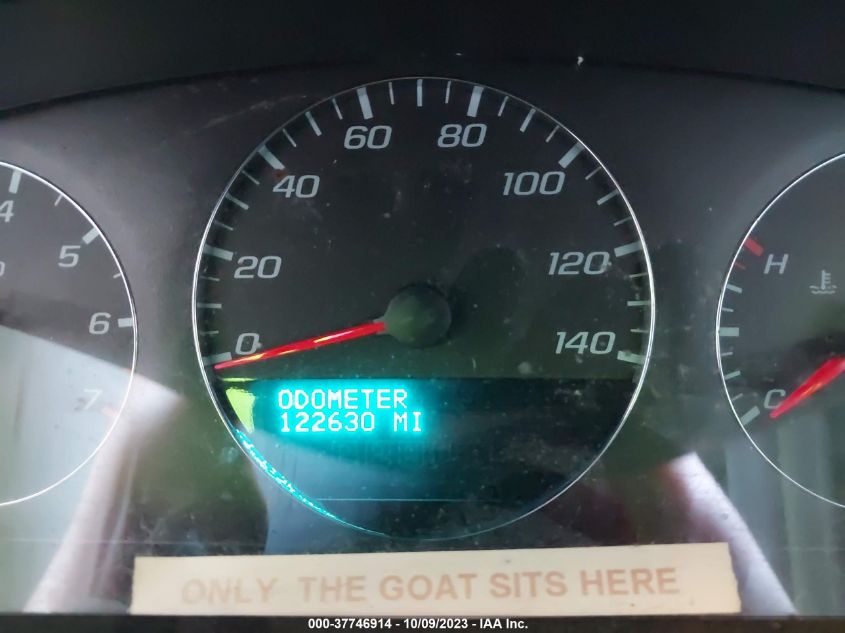 60 80
4 40 100
5 20 120 H
6 0 140 C
7
ODOMETER
122630 MI
ONLY THE GOAT SITS HERE
000-37746914 - 10/09/2023 - IAA Inc.